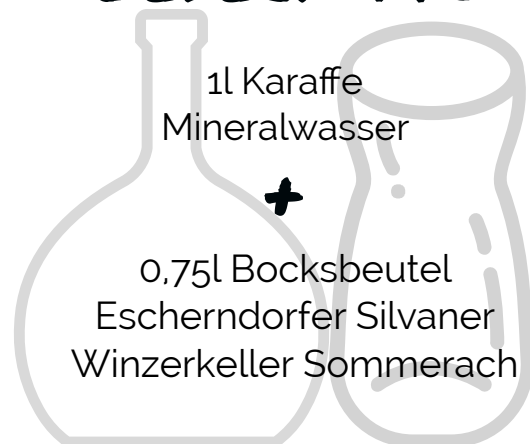 1l Karaffe
Mineralwasser
+
0,75l Bocksbeutel
Escherndorfer Silvaner
Winzerkeller Sommerach